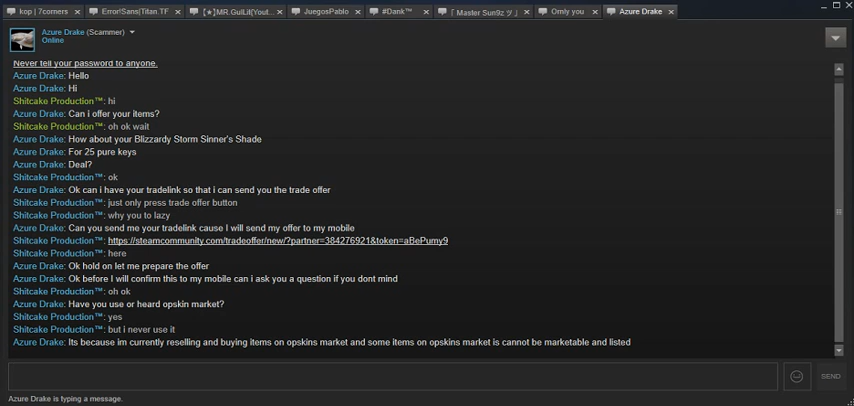 kop | 7corners
Error!Sans|Titan.TF
【★】MR.GuiLil{Yout...
JuegosPablo
#Dank™
「 Master Sun9z ツ 」
Only you
Azure Drake
Azure Drake (Scammer)
Online
Never tell your password to anyone.
Azure Drake: Hello
Azure Drake: Hi
Shitcake Production™: hi
Azure Drake: Can i offer your items?
Shitcake Production™: oh ok wait
Azure Drake: How about your Blizzardy Storm Sinner's Shade
Azure Drake: For 25 pure keys
Azure Drake: Deal?
Shitcake Production™: ok
Azure Drake: Ok can i have your tradelink so that i can send you the trade offer
Shitcake Production™: just only press trade offer button
Shitcake Production™: why you to lazy
Azure Drake: Can you send me your tradelink cause I will send my offer to my mobile
Shitcake Production™: https://steamcommunity.com/tradeoffer/new/?partner=384276921&token=aBePumy9
Shitcake Production™: here
Azure Drake: Ok hold on let me prepare the offer
Azure Drake: Ok before I will confirm this to my mobile can i ask you a question if you dont mind
Shitcake Production™: oh ok
Azure Drake: Have you use or heard opskin market?
Shitcake Production™: yes
Shitcake Production™: but i never use it
Azure Drake: Its because im currently reselling and buying items on opskins market and some items on opskins market is cannot be marketable and listed
SEND
Azure Drake is typing a message.